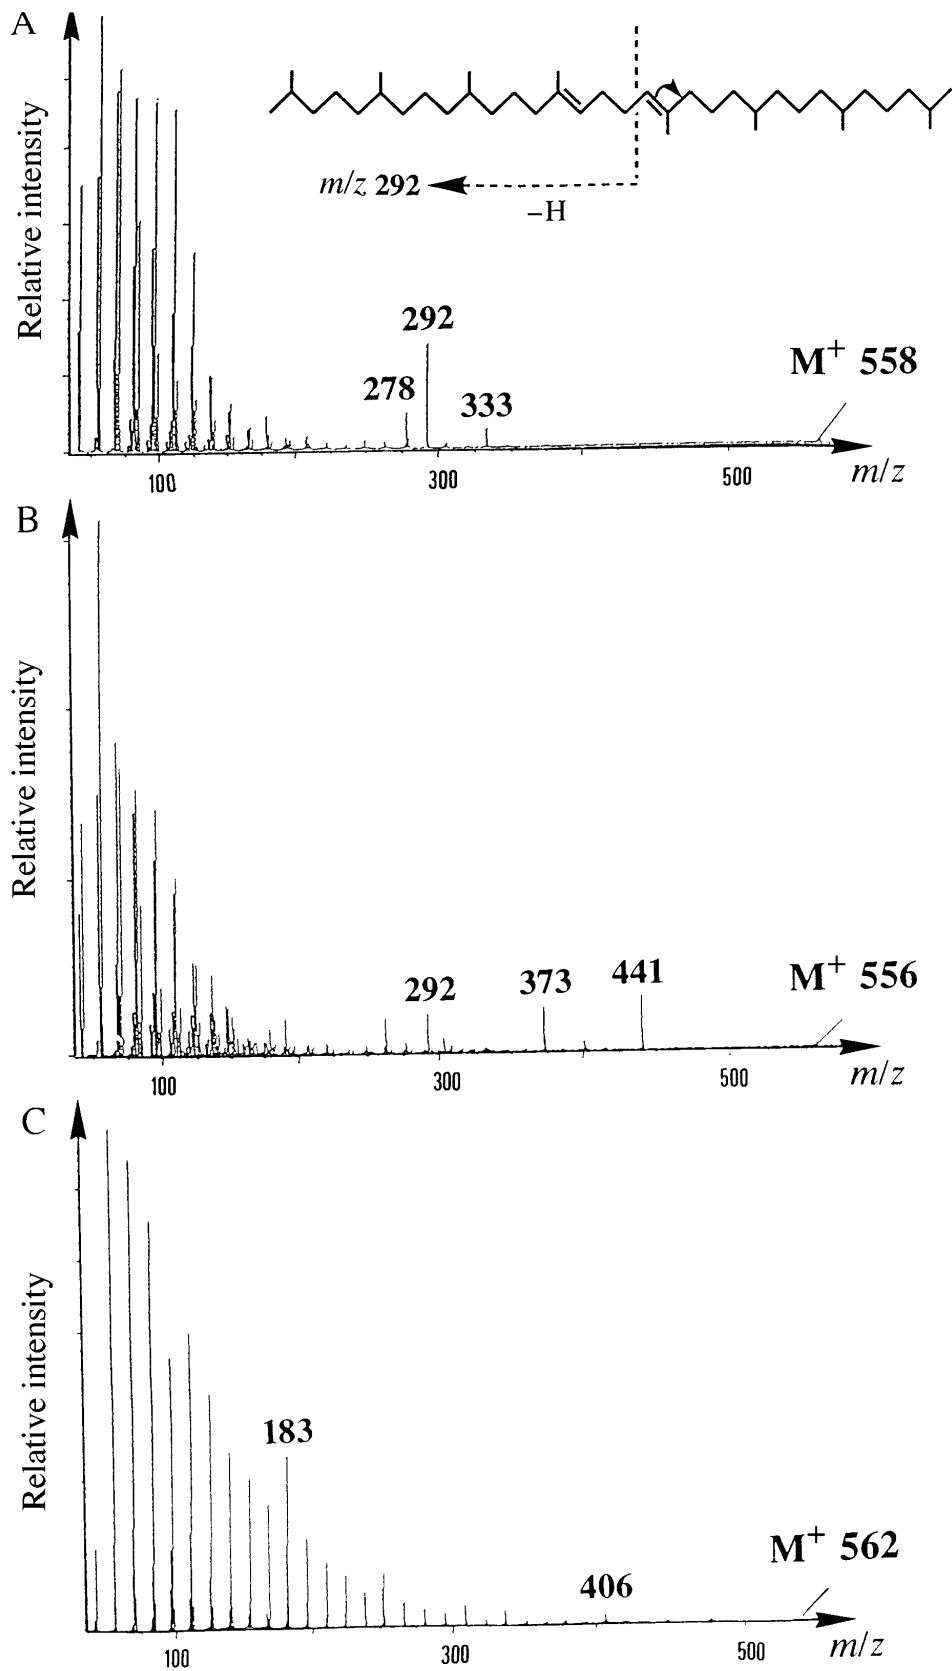 A
Relative intensity
m/z 292
–H
292
278
333
M+ 558
100
300
500
m/z
B
Relative intensity
292
373
441
M+ 556
100
300
500
m/z
C
Relative intensity
183
406
M+ 562
100
300
500
m/z